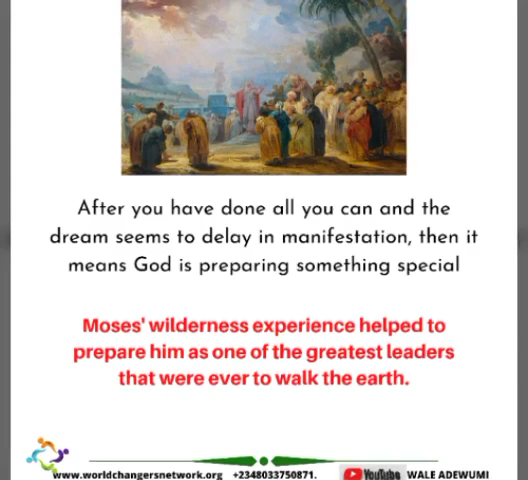 After you have done all you can and the
dream seems to delay in manifestation, then it
means God is preparing something special
Moses' wilderness experience helped to
prepare him as one of the greatest leaders
that were ever to walk the earth.
www.worldchangersnetwork.org +2348033750871. YouTube WALE ADEWUMI